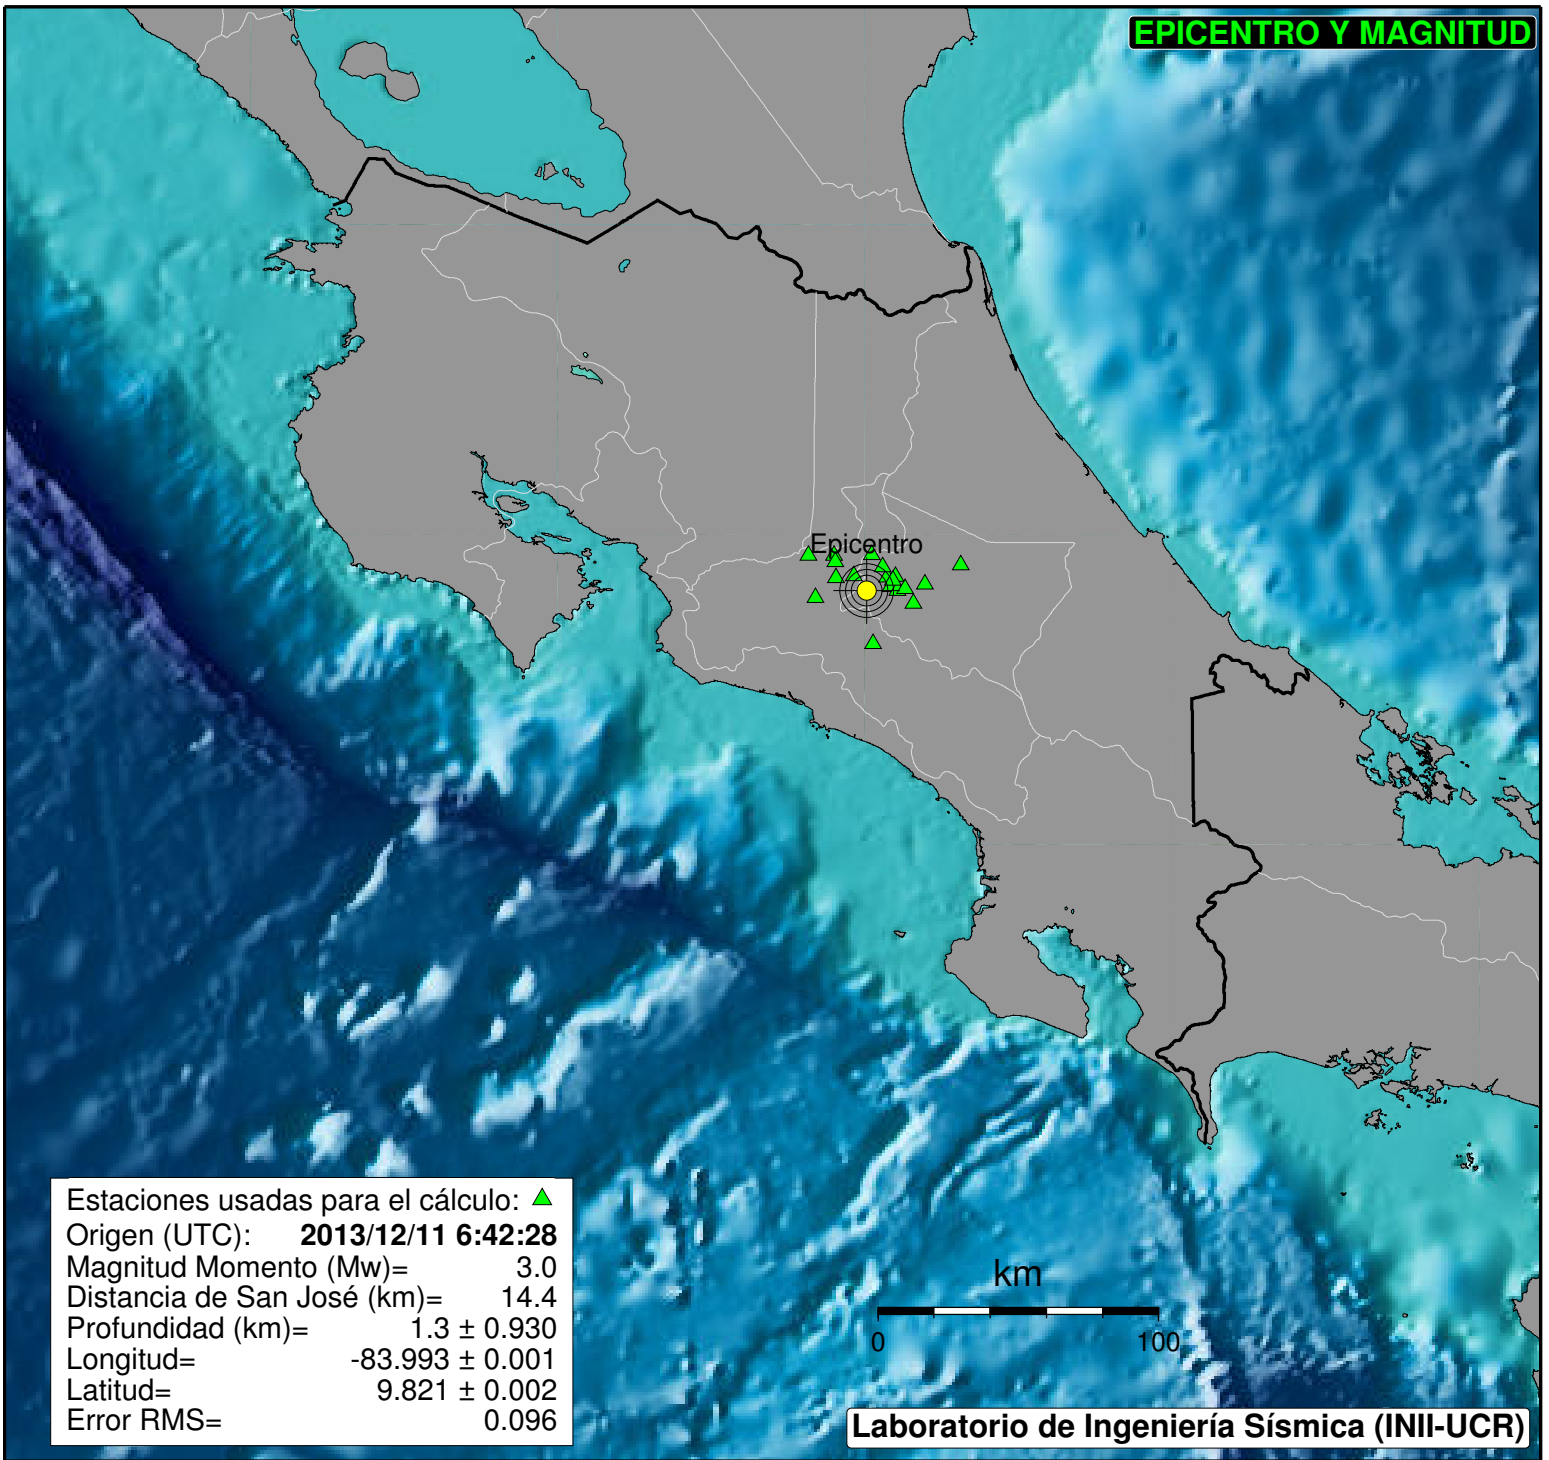 EPICENTRO Y MAGNITUD
Epicentro
Estaciones usadas para el cálculo:
Origen (UTC): 2013/12/11 6:42:28
Magnitud Momento (Mw)= 3.0
Distancia de San José (km)= 14.4
Profundidad (km)= 1.3 ± 0.930
Longitud= -83.993 ± 0.001
Latitud= 9.821 ± 0.002
Error RMS= 0.096
km
0 100
Laboratorio de Ingeniería Sísmica (INII-UCR)